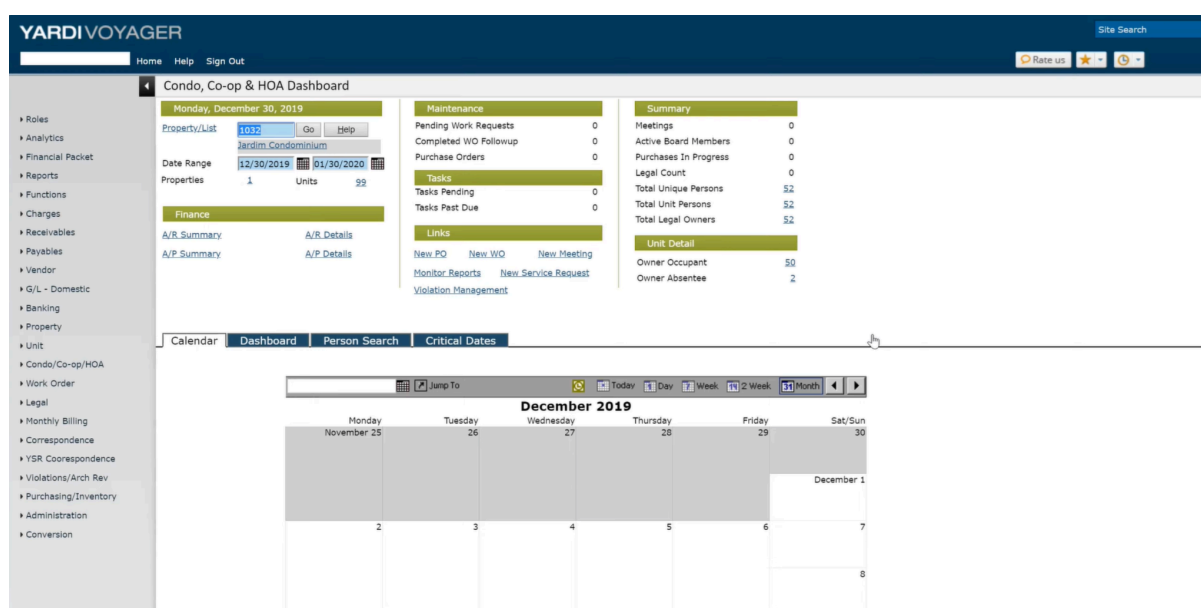 YARDI VOYAGER
Site Search
Home Help Sign Out
Rate us
Condo, Co-op & HOA Dashboard
Roles
Analytics
Financial Packet
Reports
Functions
Charges
Receivables
Payables
Vendor
G/L - Domestic
Banking
Property
Unit
Condo/Co-op/HOA
Work Order
Legal
Monthly Billing
Correspondence
YSR Coorespondence
Violations/Arch Rev
Purchasing/Inventory
Administration
Conversion
Monday, December 30, 2019
Property/List 1032 Go Help
Jardim Condominium
Date Range 12/30/2019 01/30/2020
Properties 1 Units 99
Finance
A/R Summary A/R Details
A/P Summary A/P Details
Maintenance
Pending Work Requests 0
Completed WO Followup 0
Purchase Orders 0
Tasks
Tasks Pending 0
Tasks Past Due 0
Links
New PO New WO New Meeting
Monitor Reports New Service Request
Violation Management
Summary
Meetings 0
Active Board Members 0
Purchases In Progress 0
Legal Count 0
Total Unique Persons 52
Total Unit Persons 52
Total Legal Owners 52
Unit Detail
Owner Occupant 50
Owner Absentee 2
Calendar Dashboard Person Search Critical Dates
Jump To Today 1 Day 7 Week 14 2 Week 31 Month
December 2019
Monday Tuesday Wednesday Thursday Friday Sat/Sun
November 25 26 27 28 29 30
December 1
2 3 4 5 6 7
8